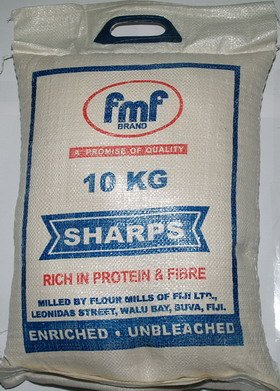 fmf
BRAND
A PROMISE OF QUALITY
10 KG
SHARPS
RICH IN PROTEIN & FIBRE
MILLED BY FLOUR MILLS OF FIJI LTD.,
LEONIDAS STREET, WALU BAY, SUVA, FIJI.
ENRICHED · UNBLEACHED